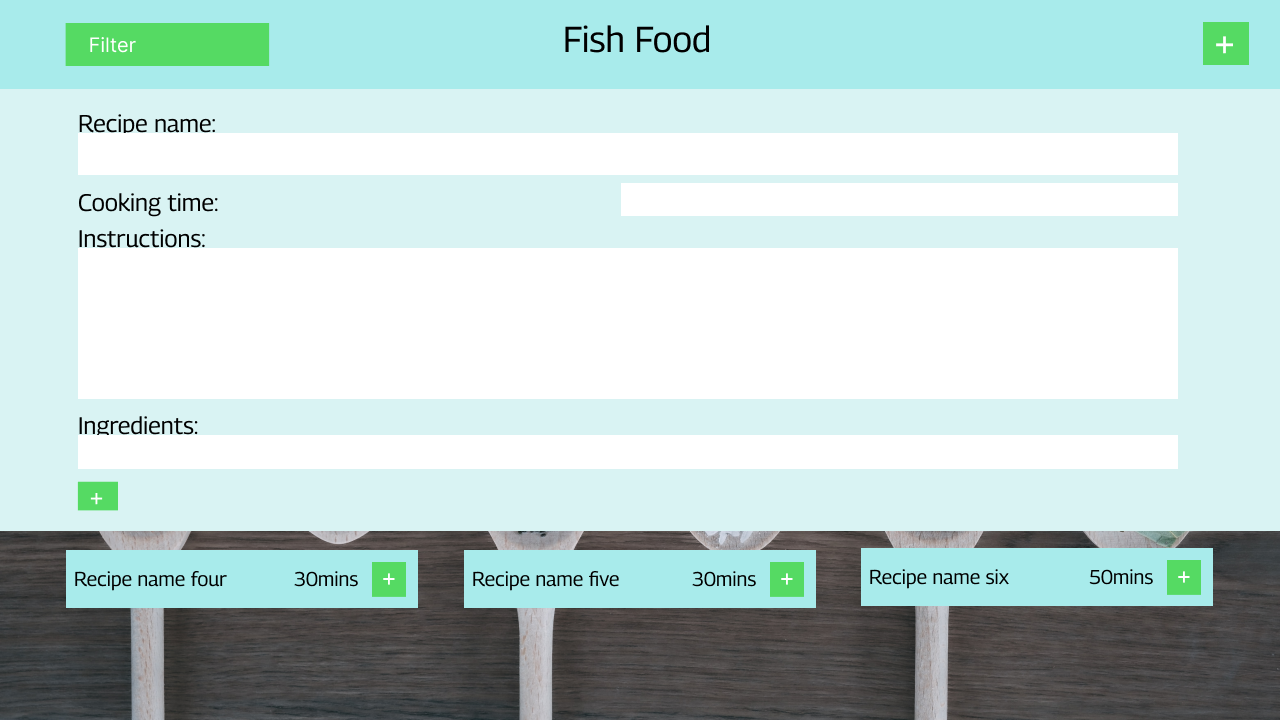 Filter
Fish Food
+
Recipe name:
Cooking time:
Instructions:
Ingredients:
+
Recipe name four 30mins +
Recipe name five 30mins +
Recipe name six 50mins +